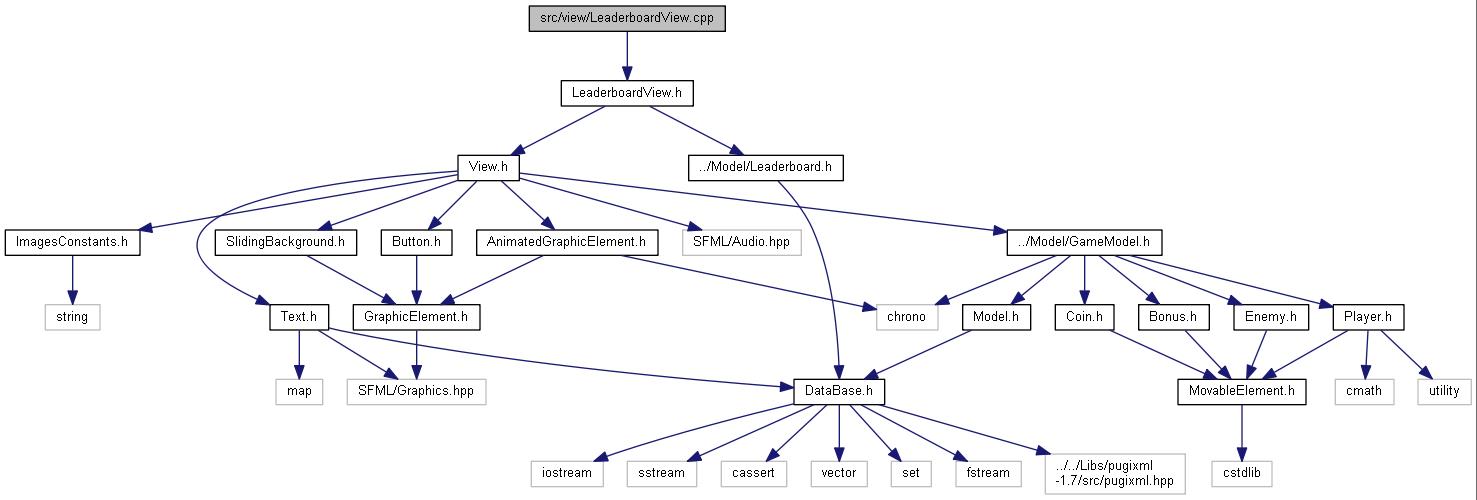 src/view/LeaderboardView.cpp
LeaderboardView.h
View.h
../Model/Leaderboard.h
ImagesConstants.h
SlidingBackground.h
Button.h
AnimatedGraphicElement.h
SFML/Audio.hpp
../Model/GameModel.h
string
Text.h
GraphicElement.h
chrono
Model.h
Coin.h
Bonus.h
Enemy.h
Player.h
map
SFML/Graphics.hpp
DataBase.h
MovableElement.h
cmath
utility
iostream
sstream
cassert
vector
set
fstream
../../Libs/pugixml
-1.7/src/pugixml.hpp
cstdlib